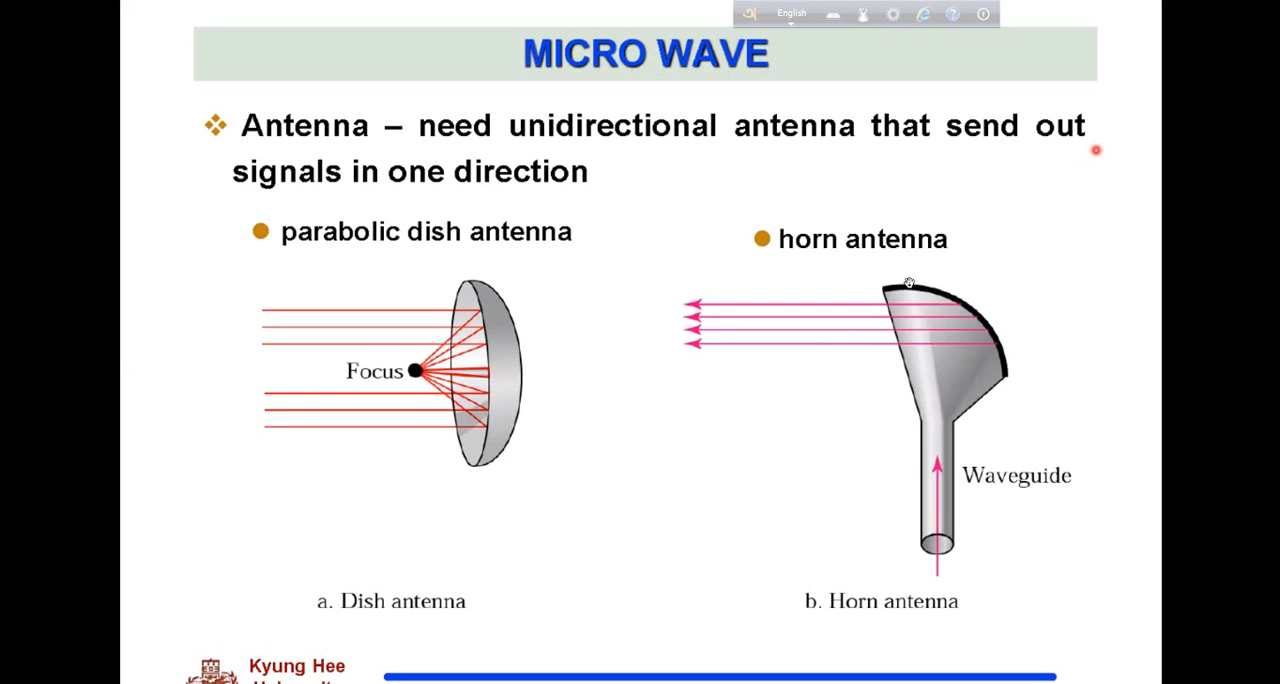 English
MICRO WAVE
Antenna – need unidirectional antenna that send out
signals in one direction
parabolic dish antenna
horn antenna
Focus
Waveguide
a. Dish antenna
b. Horn antenna
Kyung Hee